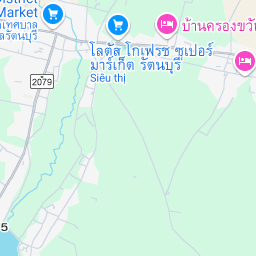 District
Market
เทศบาล
รัตนบุรี
บ้านครองขวั
โลตัส โกเฟรช ซูเปอร์
มาร์เก็ต รัตนบุรี
Siêu thị
2079
5